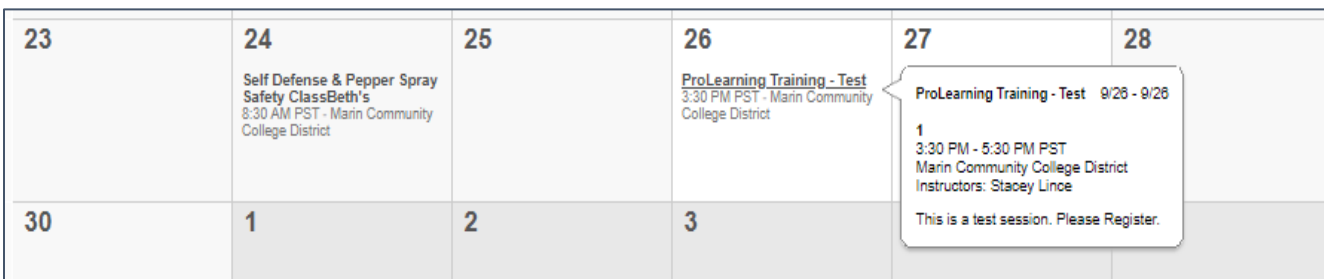 23
24
25
26
27
28
Self Defense & Pepper Spray
Safety ClassBeth's
8:30 AM PST - Marin Community
College District
ProLearning Training - Test
3:30 PM PST - Marin Community
College District
ProLearning Training - Test 9/26 - 9/26
1
3:30 PM - 5:30 PM PST
Marin Community College District
Instructors: Stacey Lince
This is a test session. Please Register.
30
1
2
3